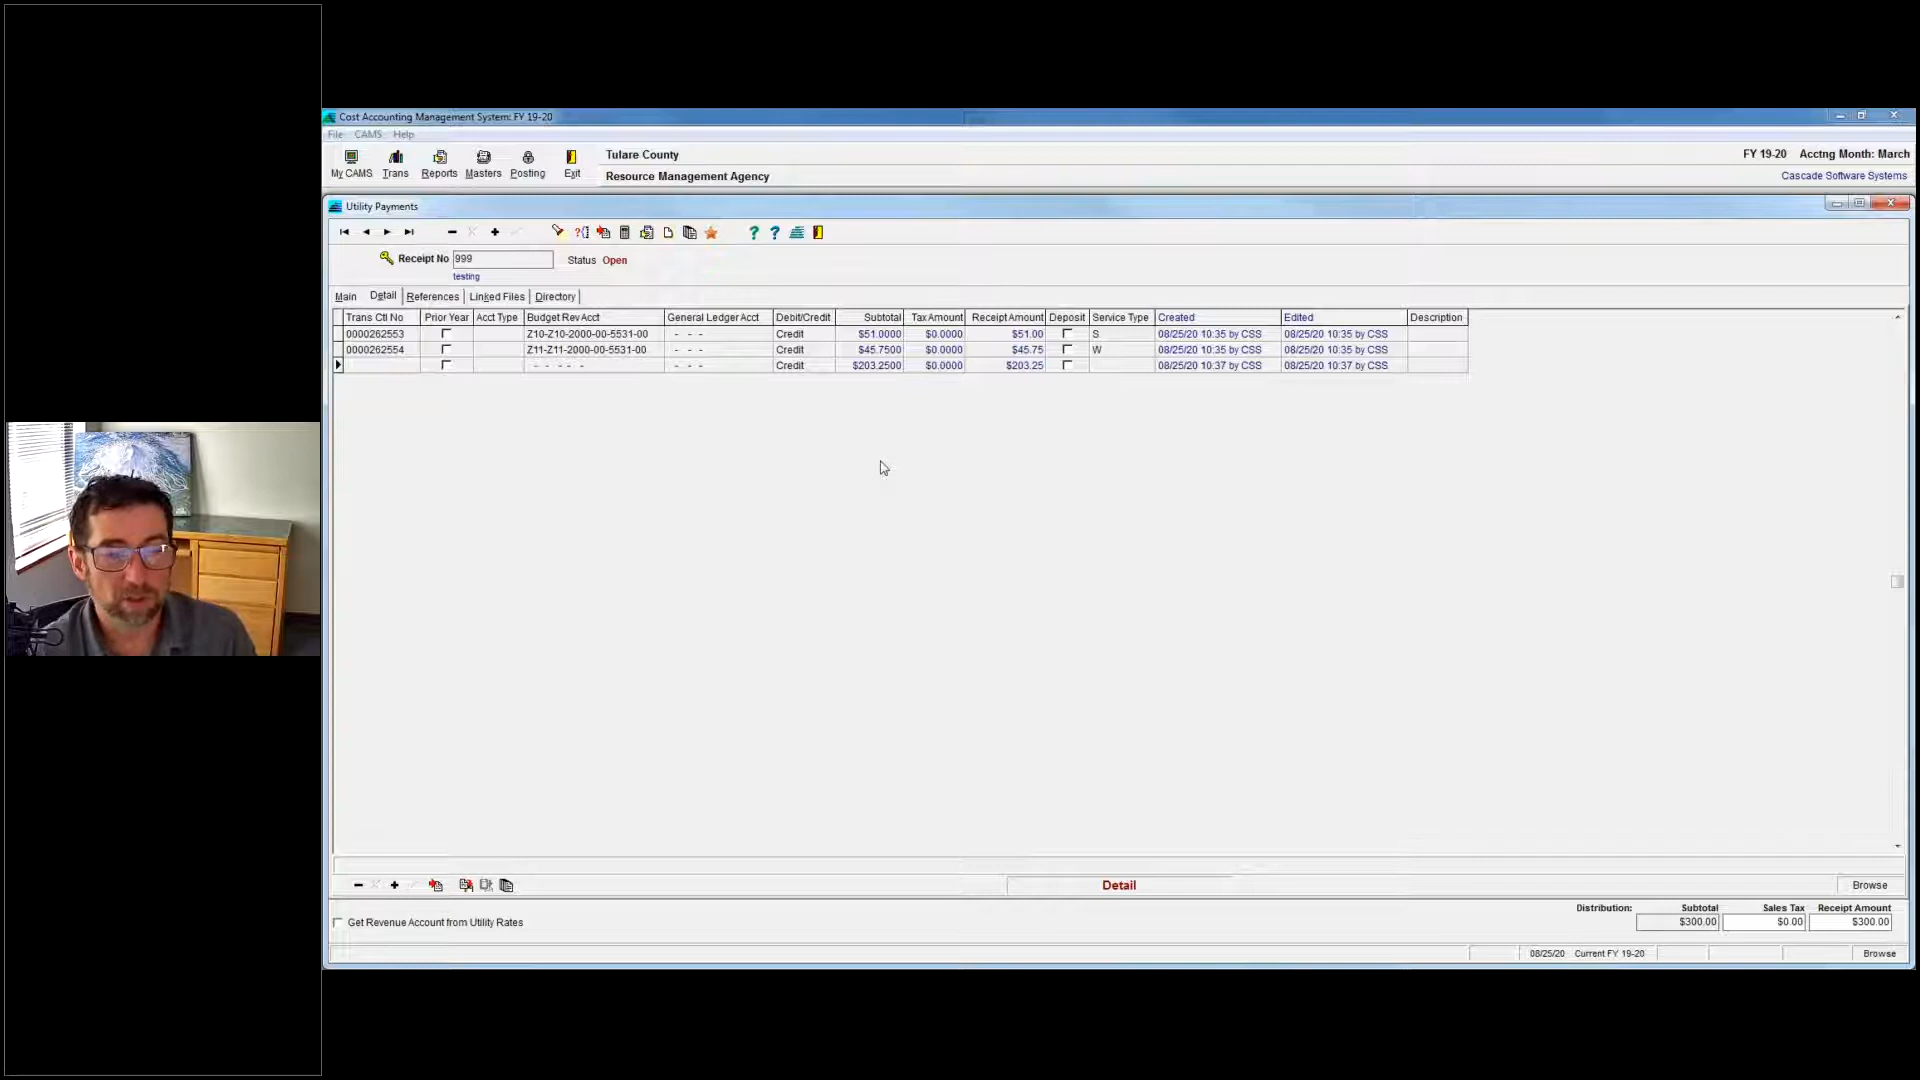 Cost Accounting Management System: FY 19-20
File CAMS Help
My CAMS Trans Reports Masters Posting Exit
Tulare County
Resource Management Agency
FY 19-20 Acctng Month: March
Cascade Software Systems
Utility Payments
Receipt No 999 Status Open
testing
Main Detail References Linked Files Directory
Trans Ctl No Prior Year Acct Type Budget Rev Acct General Ledger Acct Debit/Credit Subtotal Tax Amount Receipt Amount Deposit Service Type Created Edited Description
0000262553 Z10-Z10-2000-00-5531-00 - - - Credit $51.0000 $0.0000 $51.00 S 08/25/20 10:35 by CSS 08/25/20 10:35 by CSS
0000262554 Z11-Z11-2000-00-5531-00 - - - Credit $45.7500 $0.0000 $45.75 W 08/25/20 10:35 by CSS 08/25/20 10:35 by CSS
- - - - - - - - Credit $203.2500 $0.0000 $203.25 08/25/20 10:37 by CSS 08/25/20 10:37 by CSS
Detail Browse
Distribution: Subtotal Sales Tax Receipt Amount
$300.00 $0.00 $300.00
Get Revenue Account from Utility Rates
08/25/20 Current FY 19-20 Browse